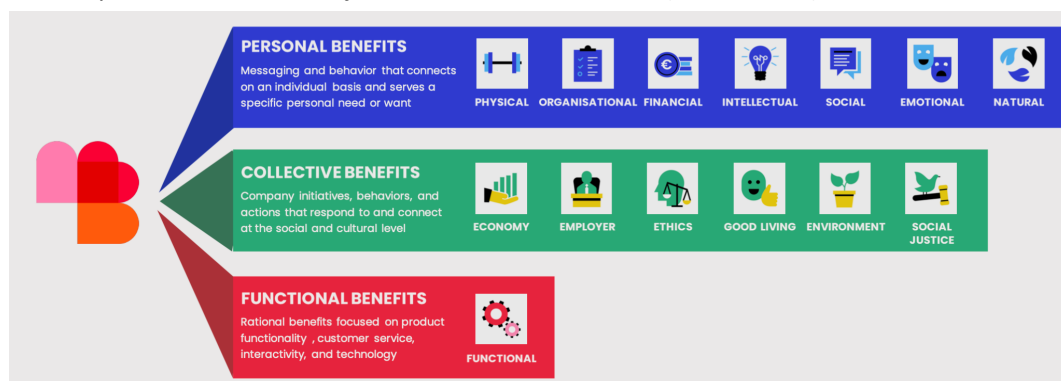 PERSONAL BENEFITS
Messaging and behavior that connects
on an individual basis and serves a
specific personal need or want
PHYSICAL ORGANISATIONAL FINANCIAL INTELLECTUAL SOCIAL EMOTIONAL NATURAL
COLLECTIVE BENEFITS
Company initiatives, behaviors, and
actions that respond to and connect
at the social and cultural level
ECONOMY EMPLOYER ETHICS GOOD LIVING ENVIRONMENT SOCIAL
JUSTICE
FUNCTIONAL BENEFITS
Rational benefits focused on product
functionality , customer service,
interactivity, and technology
FUNCTIONAL